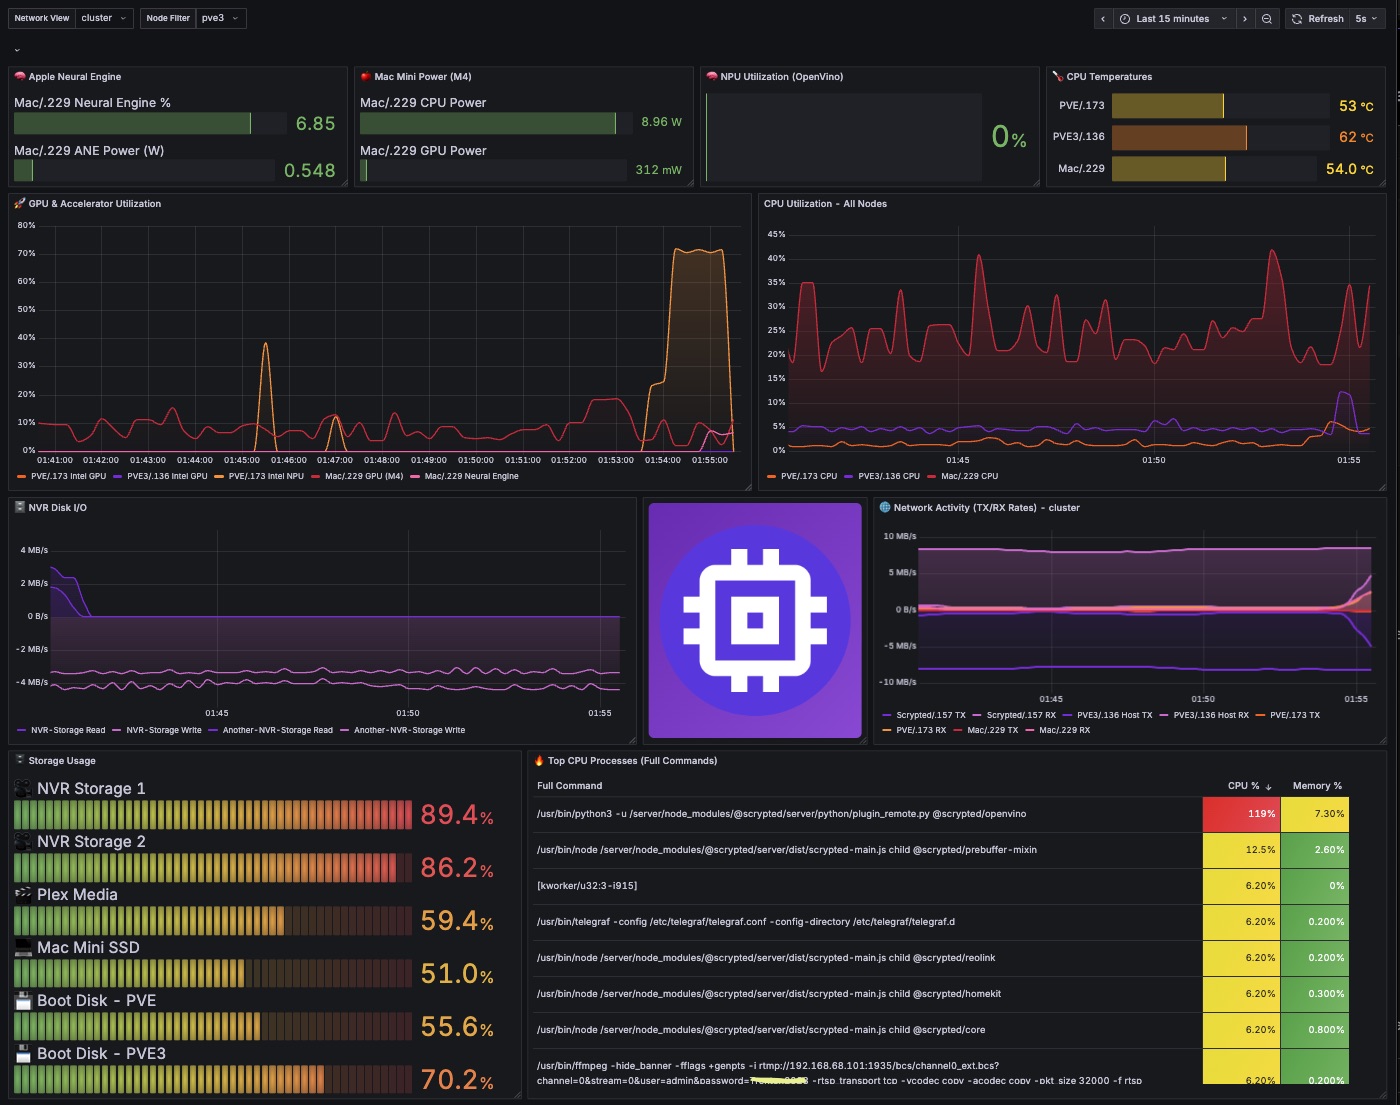 Network View cluster Node Filter pve3 Last 15 minutes Refresh 5s
Apple Neural Engine
Mac/.229 Neural Engine %
6.85
Mac/.229 ANE Power (W)
0.548
Mac Mini Power (M4)
Mac/.229 CPU Power
8.96 W
Mac/.229 GPU Power
312 mW
NPU Utilization (OpenVino)
0%
CPU Temperatures
PVE/.173 53 °C
PVE3/.136 62 °C
Mac/.229 54.0 °C
GPU & Accelerator Utilization
80%
70%
60%
50%
40%
30%
20%
10%
0%
01:41:00 01:42:00 01:43:00 01:44:00 01:45:00 01:46:00 01:47:00 01:48:00 01:49:00 01:50:00 01:51:00 01:52:00 01:53:00 01:54:00 01:55:00
PVE/.173 Intel GPU PVE3/.136 Intel GPU PVE/.173 Intel NPU Mac/.229 GPU (M4) Mac/.229 Neural Engine
CPU Utilization - All Nodes
45%
40%
35%
30%
25%
20%
15%
10%
5%
0%
01:45 01:50 01:55
PVE/.173 CPU PVE3/.136 CPU Mac/.229 CPU
NVR Disk I/O
4 MB/s
2 MB/s
0 B/s
-2 MB/s
-4 MB/s
01:45 01:50 01:55
NVR-Storage Read NVR-Storage Write Another-NVR-Storage Read Another-NVR-Storage Write
Network Activity (TX/RX Rates) - cluster
10 MB/s
5 MB/s
0 B/s
-5 MB/s
-10 MB/s
01:45 01:50 01:55
Scrypted/.157 TX Scrypted/.157 RX PVE3/.136 Host TX PVE3/.136 Host RX PVE/.173 TX
PVE/.173 RX Mac/.229 TX Mac/.229 RX
Storage Usage
NVR Storage 1
89.4%
NVR Storage 2
86.2%
Plex Media
59.4%
Mac Mini SSD
51.0%
Boot Disk - PVE
55.6%
Boot Disk - PVE3
70.2%
Top CPU Processes (Full Commands)
Full Command CPU % ↓ Memory %
/usr/bin/python3 -u /server/node_modules/@scrypted/server/python/plugin_remote.py @scrypted/openvino 119% 7.30%
/usr/bin/node /server/node_modules/@scrypted/server/dist/scrypted-main.js child @scrypted/prebuffer-mixin 12.5% 2.60%
[kworker/u32:3-i915] 6.20% 0%
/usr/bin/telegraf -config /etc/telegraf/telegraf.conf -config-directory /etc/telegraf/telegraf.d 6.20% 0.200%
/usr/bin/node /server/node_modules/@scrypted/server/dist/scrypted-main.js child @scrypted/reolink 6.20% 0.200%
/usr/bin/node /server/node_modules/@scrypted/server/dist/scrypted-main.js child @scrypted/homekit 6.20% 0.300%
/usr/bin/node /server/node_modules/@scrypted/server/dist/scrypted-main.js child @scrypted/core 6.20% 0.800%
/usr/bin/ffmpeg -hide_banner -fflags +genpts -i rtmp://192.168.68.101:1935/bcs/channel0_ext.bcs?
channel=0&stream=0&user=admin&password= -rtsp_transport tcp -vcodec copy -acodec copy -pkt_size 32000 -f rtsp 6.20% 0.200%